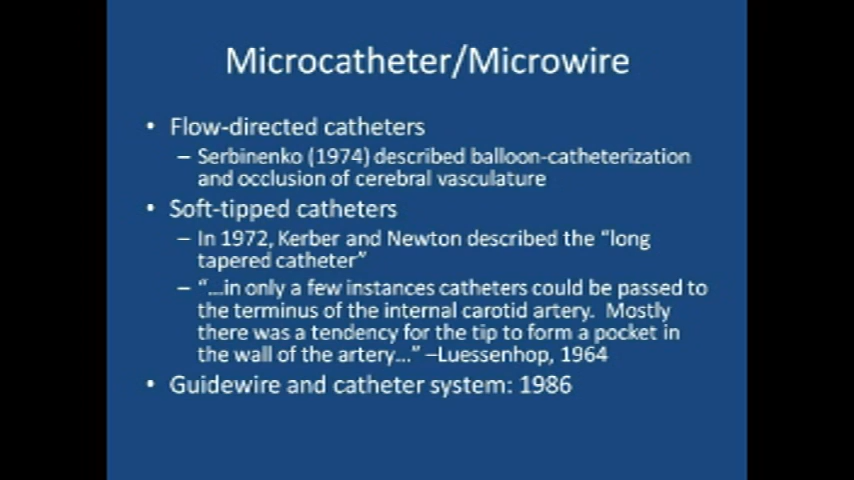 Microcatheter/Microwire
• Flow-directed catheters
– Serbinenko (1974) described balloon-catheterization
and occlusion of cerebral vasculature
• Soft-tipped catheters
– In 1972, Kerber and Newton described the “long
tapered catheter”
– “…in only a few instances catheters could be passed to
the terminus of the internal carotid artery.  Mostly
there was a tendency for the tip to form a pocket in
the wall of the artery…” –Luessenhop, 1964
• Guidewire and catheter system: 1986